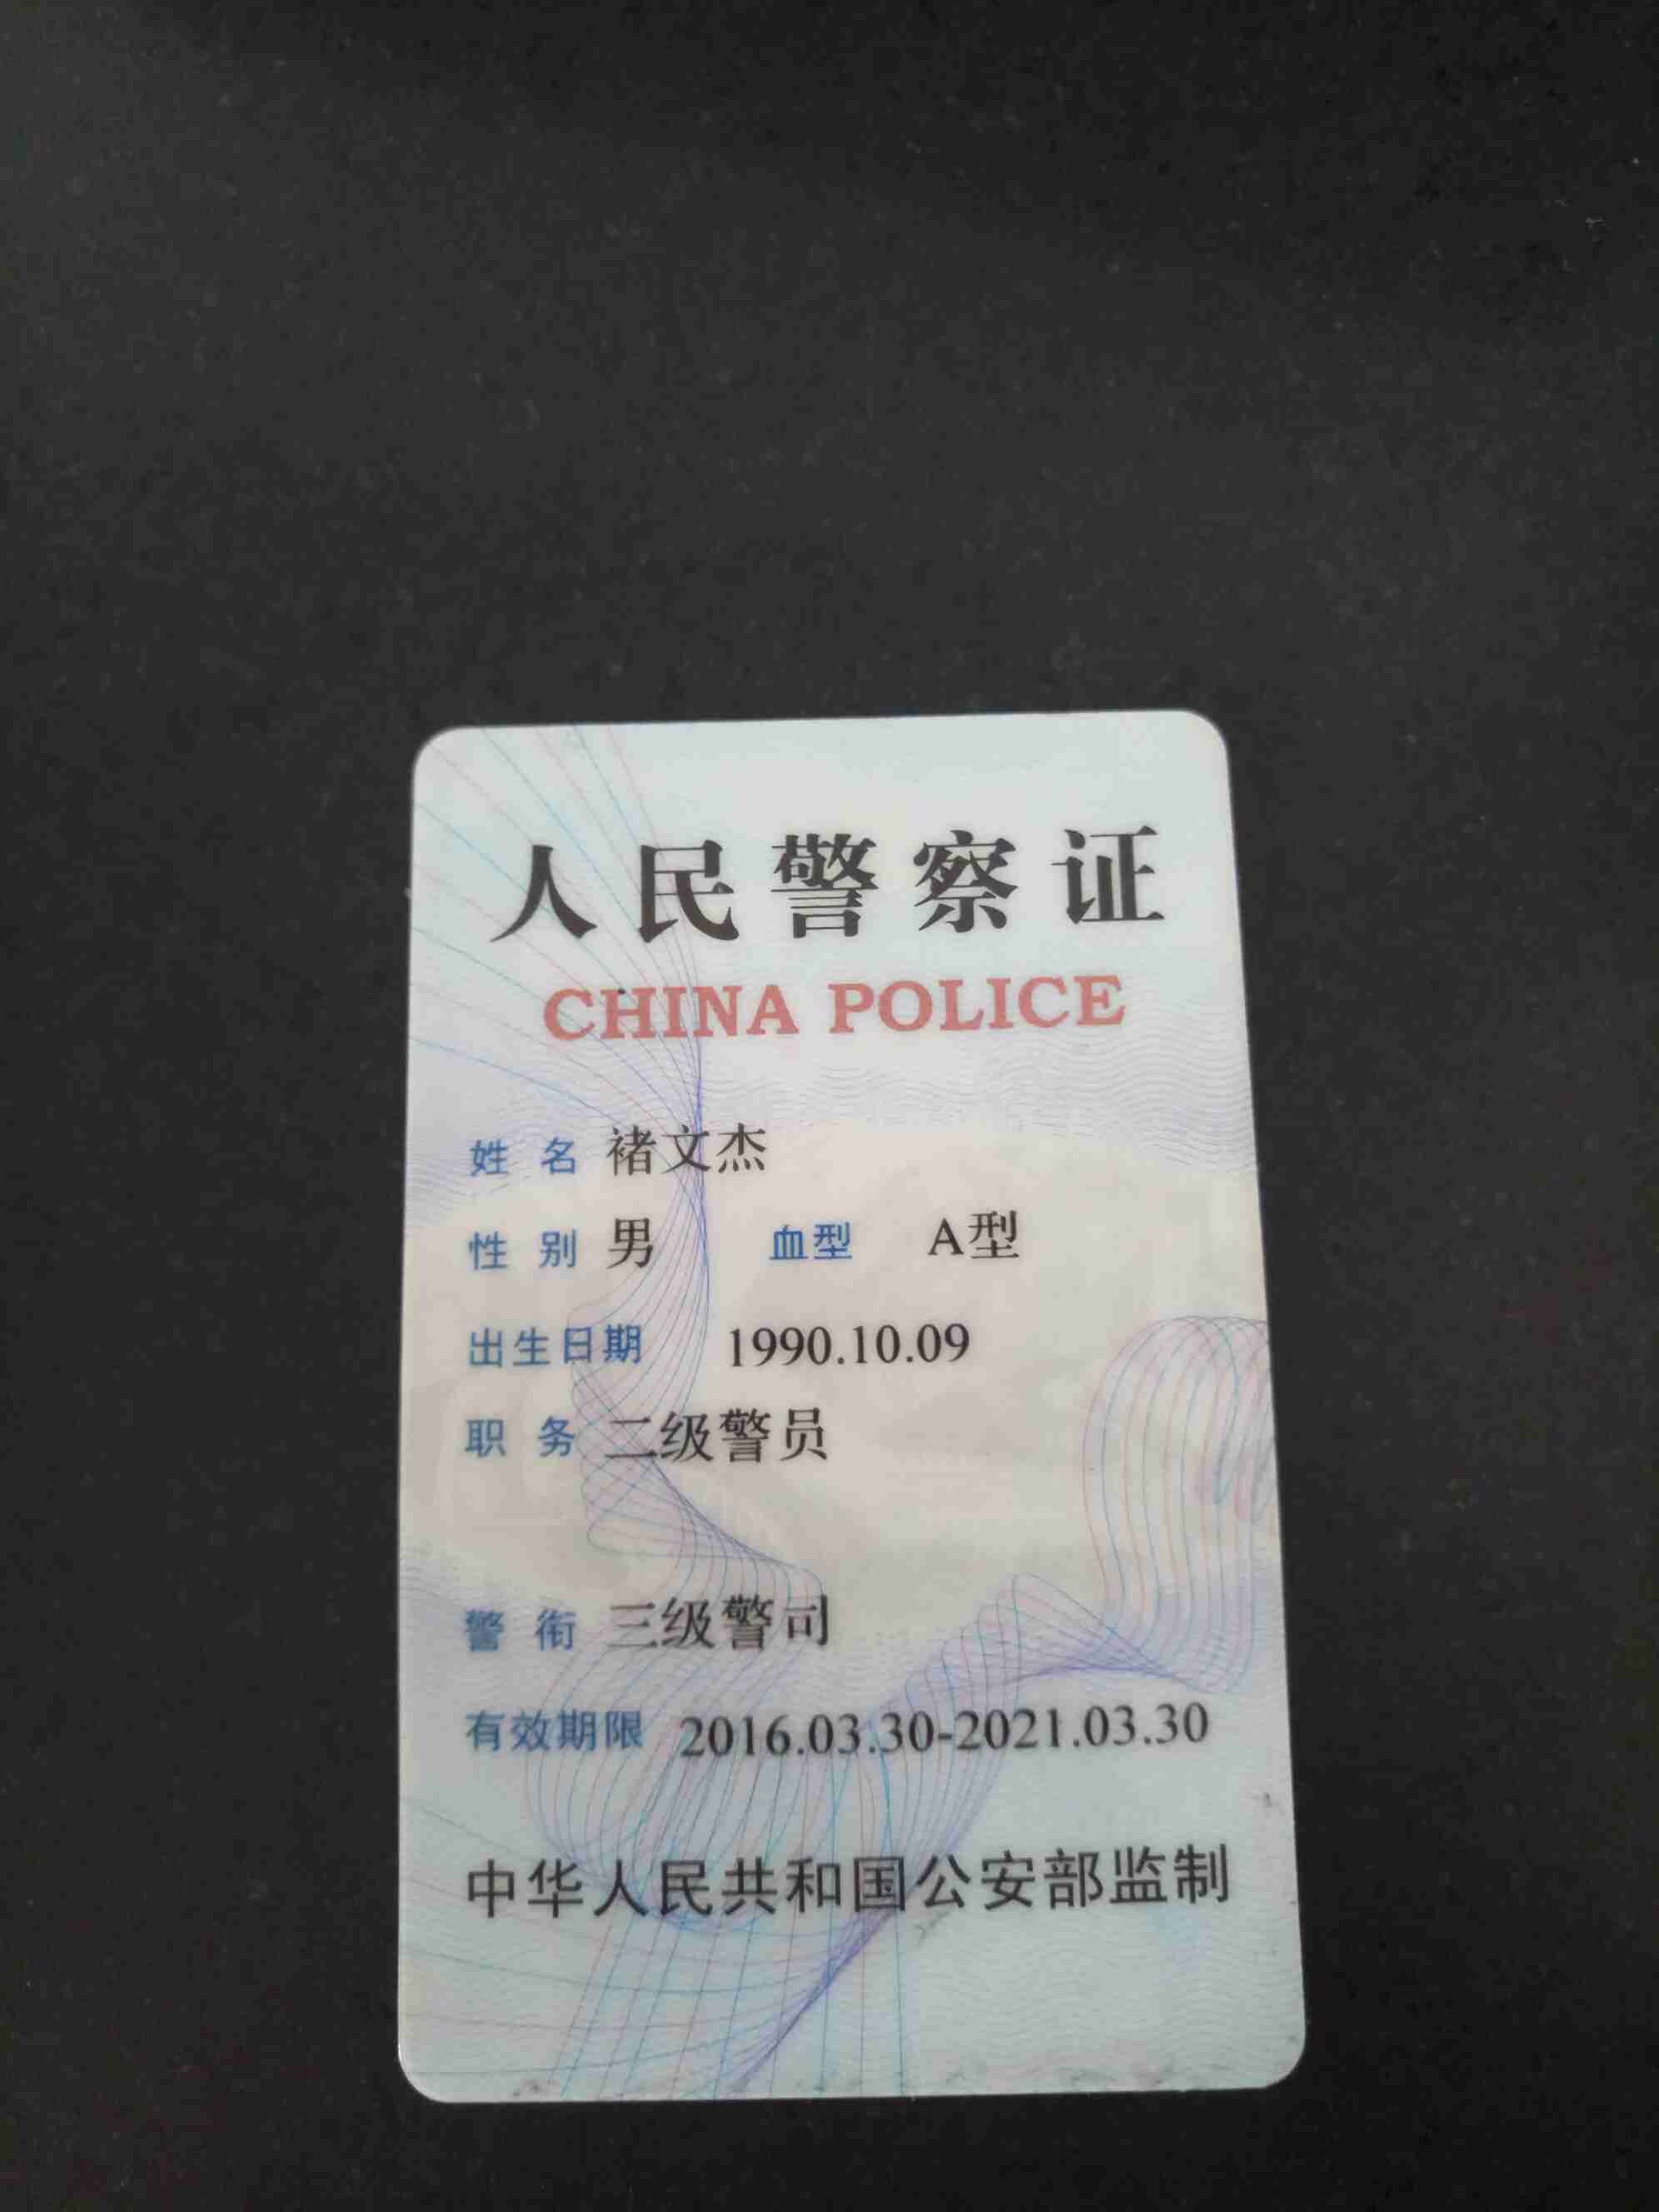 人民警察证
CHINA POLICE
姓 名 褚文杰
性 别 男 血型 A型
出生日期 1990.10.09
职 务 二级警员
警 衔 三级警司
有效期限 2016.03.30-2021.03.30
中华人民共和国公安部监制